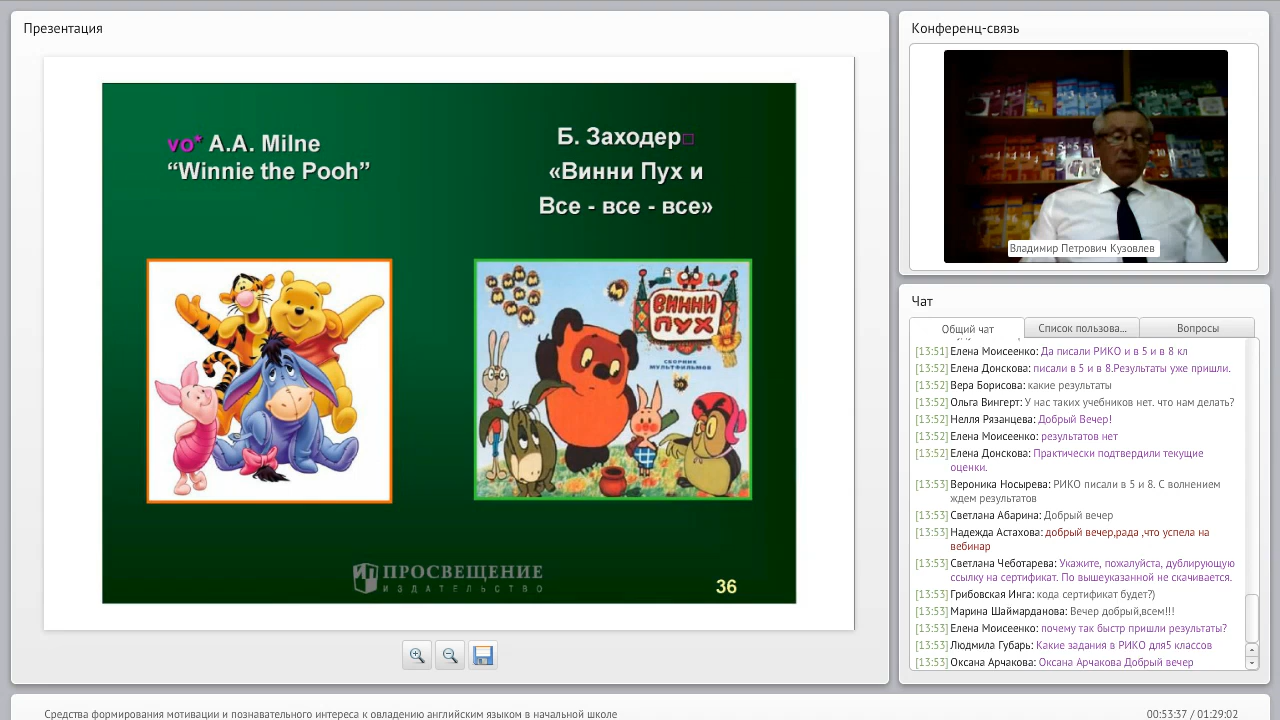 Презентация
vo* A.A. Milne
“Winnie the Pooh”
Б. Заходер
«Винни Пух и
Все - все - все»
ВИННИ
ПУХ
СБОРНИК
МУЛЬТФИЛЬМОВ
ПРОСВЕЩЕНИЕ
ИЗДАТЕЛЬСТВО
36
Конференц-связь
Владимир Петрович Кузовлев
Чат
Общий чат
Список пользова...
Вопросы
[13:51] Елена Моисеенко: Да писали РИКО и в 5 и в 8 кл
[13:52] Елена Донскова: писали в 5 и в 8.Результаты уже пришли.
[13:52] Вера Борисова: какие результаты
[13:52] Ольга Вингерт: У нас таких учебников нет. что нам делать?
[13:52] Нелля Рязанцева: Добрый Вечер!
[13:52] Елена Моисеенко: результатов нет
[13:52] Елена Донскова: Практически подтвердили текущие
оценки.
[13:53] Вероника Носырева: РИКО писали в 5 и 8. С волнением
ждем результатов
[13:53] Светлана Абарина: Добрый вечер
[13:53] Надежда Астахова: добрый вечер,рада ,что успела на
вебинар
[13:53] Светлана Чеботарева: Укажите, пожалуйста, дублирующую
ссылку на сертификат. По вышеуказанной не скачивается.
[13:53] Грибовская Инга: кода сертификат будет?)
[13:53] Марина Шаймарданова: Вечер добрый,всем!!!
[13:53] Елена Моисеенко: почему так быстр пришли результаты?
[13:53] Людмила Губарь: Какие задания в РИКО для5 классов
[13:53] Оксана Арчакова: Оксана Арчакова Добрый вечер
Средства формирования мотивации и познавательного интереса к овладению английским языком в начальной школе
00:53:37 / 01:29:02